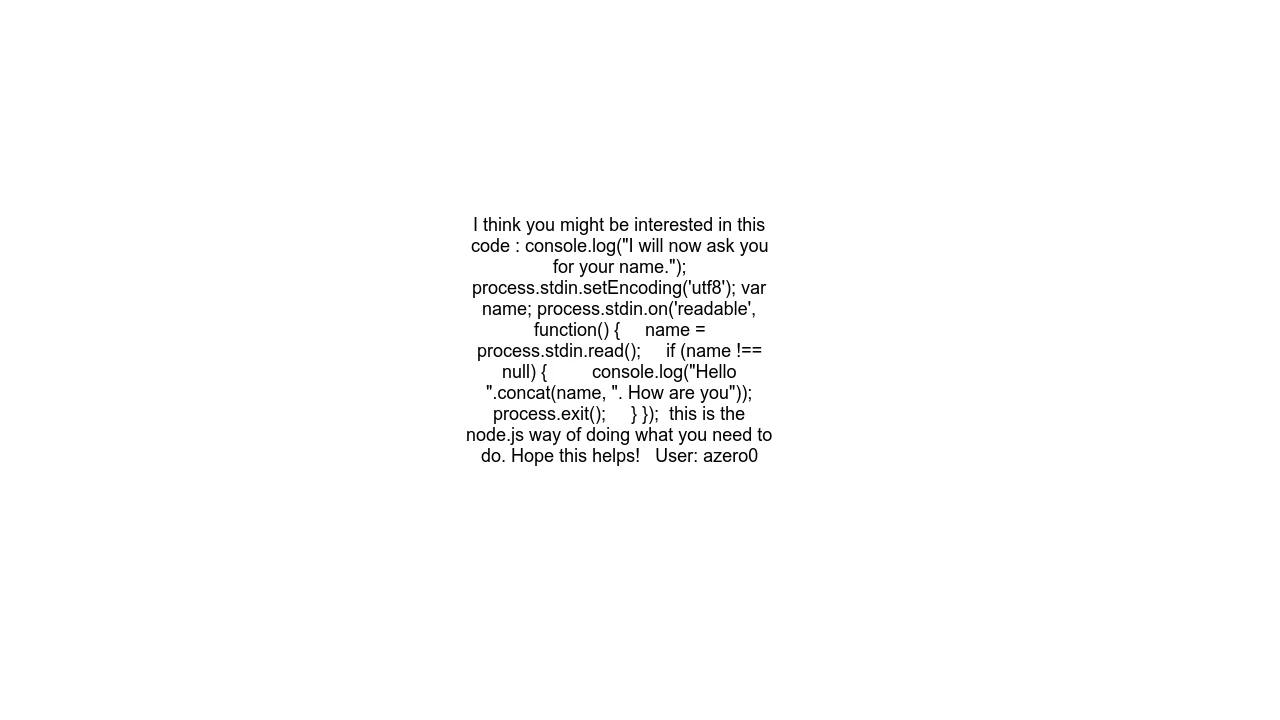 I think you might be interested in this
code : console.log("I will now ask you
for your name.");
process.stdin.setEncoding('utf8'); var
name; process.stdin.on('readable',
function() {     name =
process.stdin.read();     if (name !==
null) {         console.log("Hello
".concat(name, ". How are you"));
process.exit();     } });  this is the
node.js way of doing what you need to
do. Hope this helps!   User: azero0